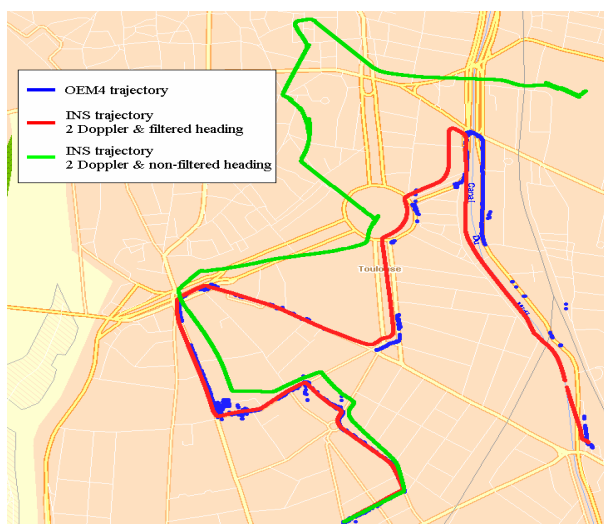 OEM4 trajectory
INS trajectory
2 Doppler & filtered heading
INS trajectory
2 Doppler & non-filtered heading
Canal
Du
Toulouse